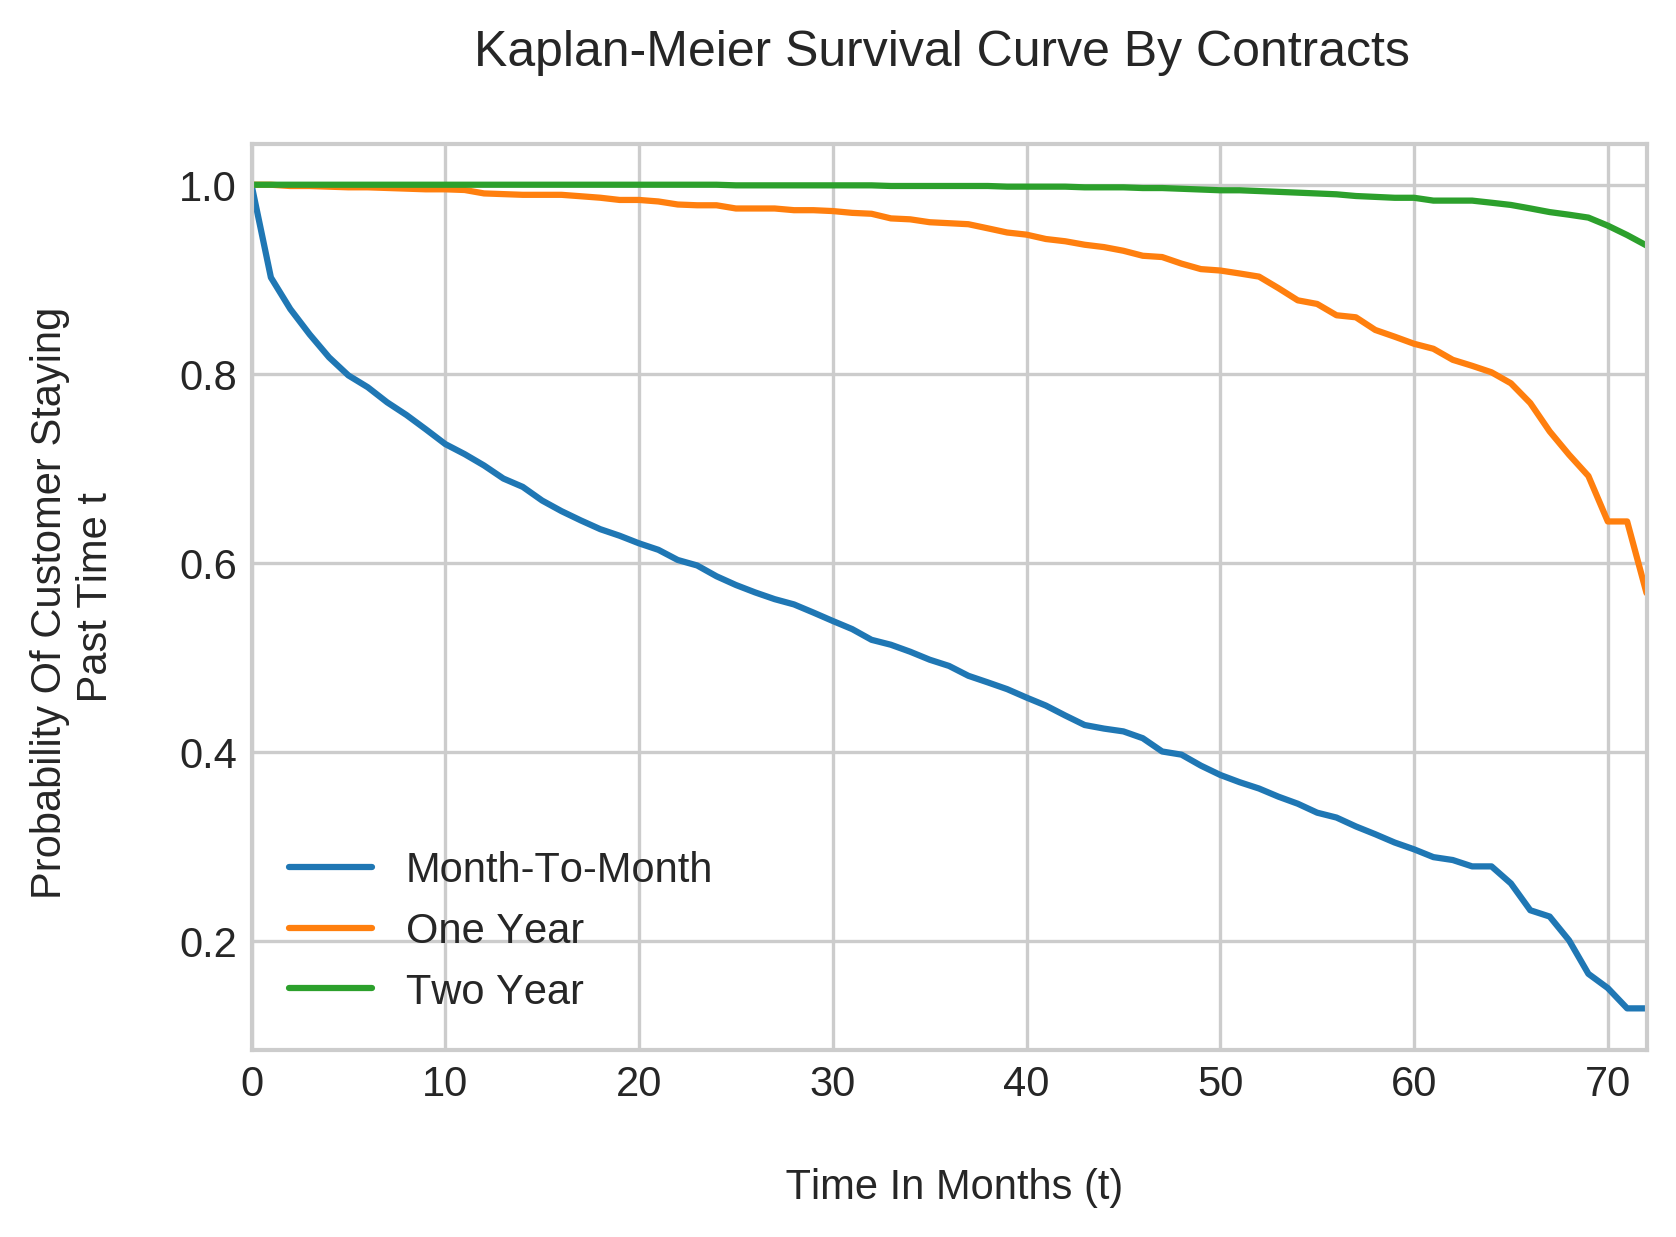 Kaplan-Meier Survival Curve By Contracts
Probability Of Customer Staying
Past Time t
1.0
0.8
0.6
0.4
0.2
Month-To-Month
One Year
Two Year
0 10 20 30 40 50 60 70
Time In Months (t)